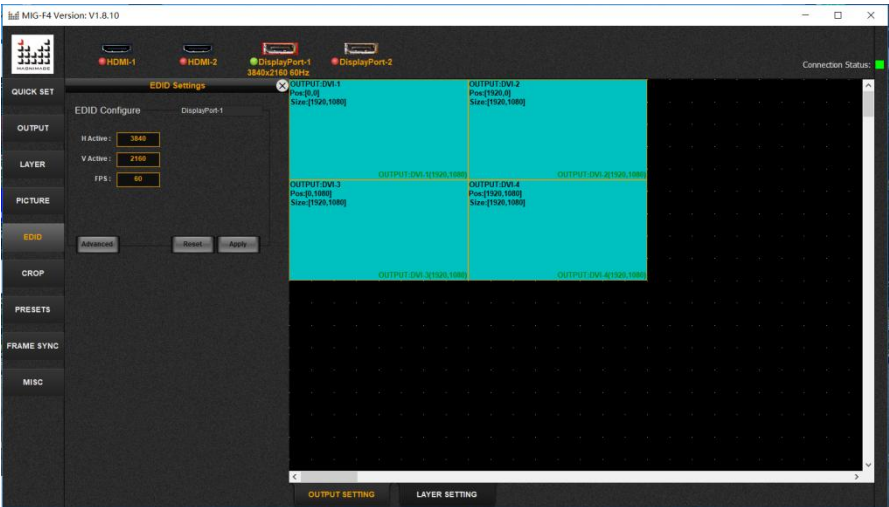 MIG-F4 Version: V1.8.10
MAGNIMAGE
HDMI-1
HDMI-2
DisplayPort-1
3840x2160 60Hz
DisplayPort-2
Connection Status:
QUICK SET
OUTPUT
LAYER
PICTURE
EDID
CROP
PRESETS
FRAME SYNC
MISC
EDID Settings
EDID Configure
DisplayPort-1
H Active : 3840
V Active : 2160
FPS : 60
Advanced
Reset
Apply
OUTPUT:DVI-1
Pos:[0,0]
Size:[1920,1080]
OUTPUT:DVI-1[1920,1080]
OUTPUT:DVI-2
Pos:[1920,0]
Size:[1920,1080]
OUTPUT:DVI-2[1920,1080]
OUTPUT:DVI-3
Pos:[0,1080]
Size:[1920,1080]
OUTPUT:DVI-3[1920,1080]
OUTPUT:DVI-4
Pos:[1920,1080]
Size:[1920,1080]
OUTPUT:DVI-4[1920,1080]
OUTPUT SETTING
LAYER SETTING